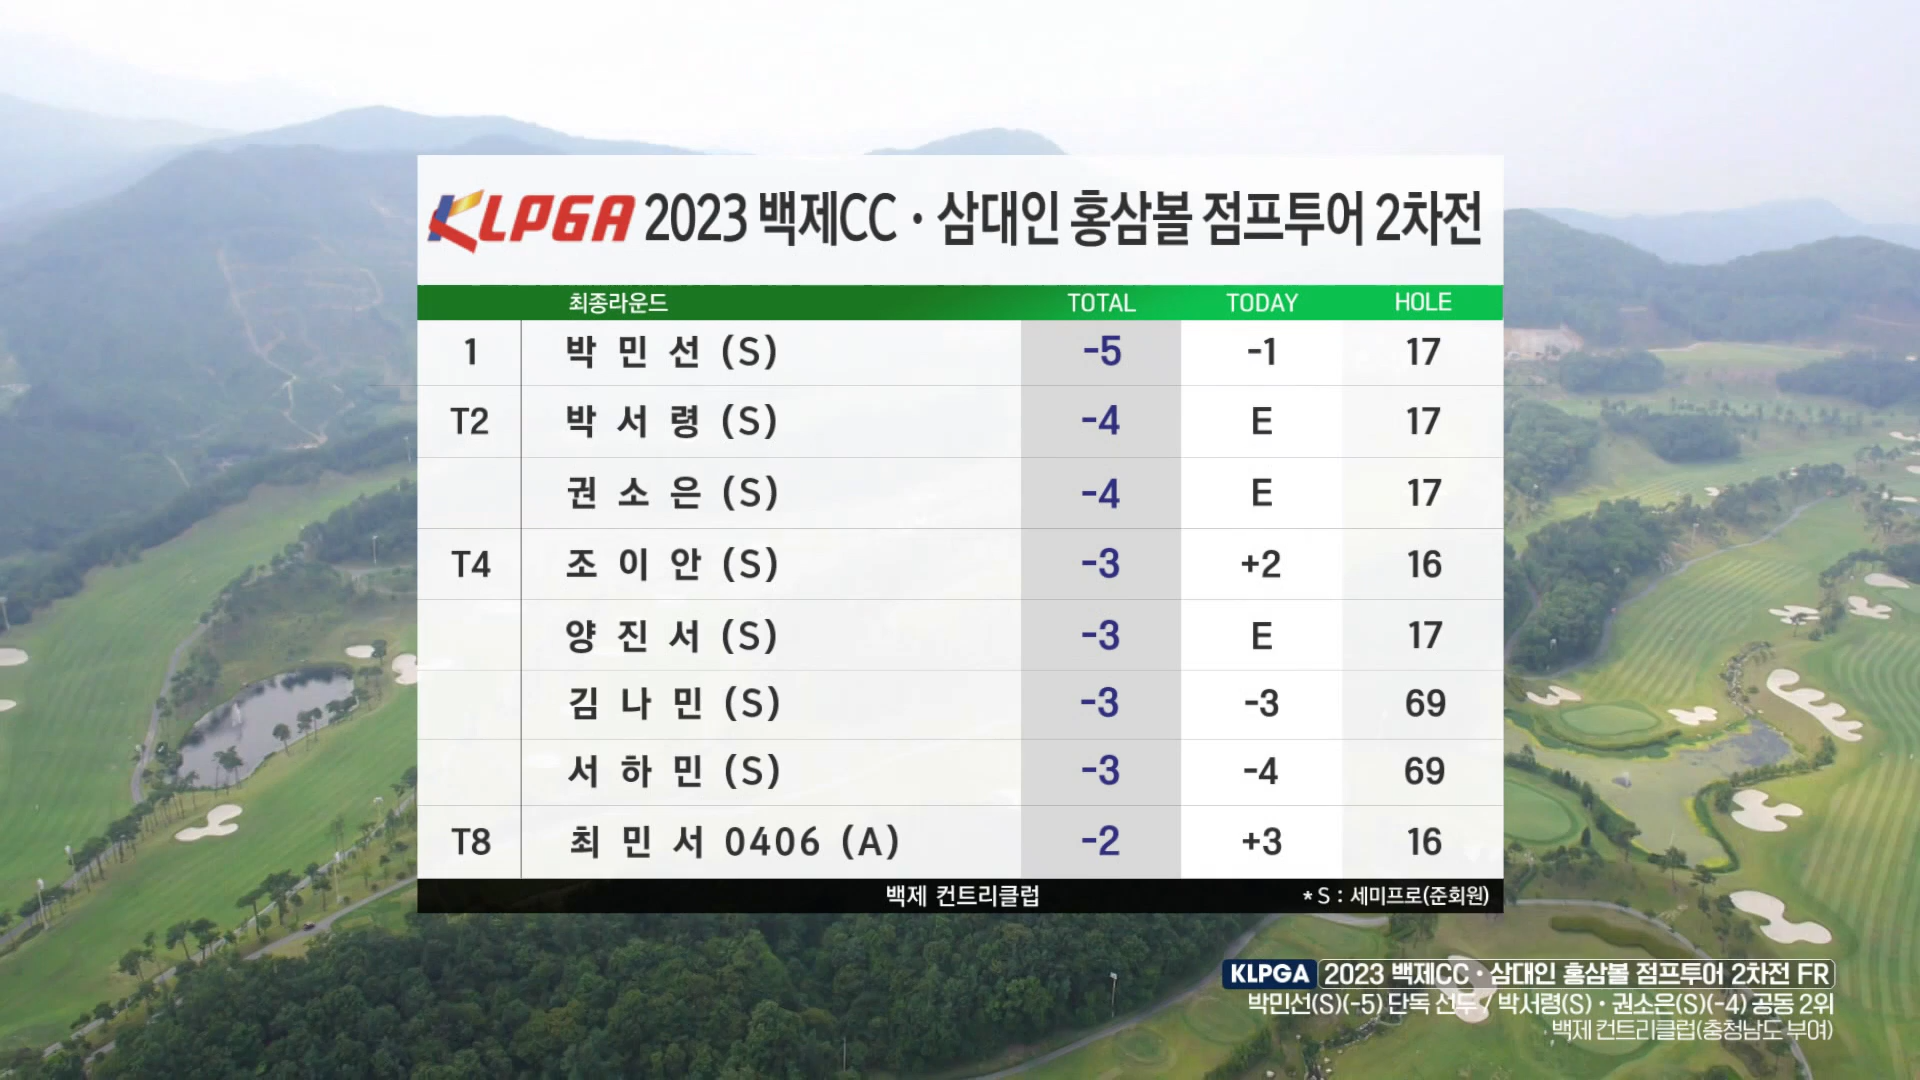 KLPGA 2023 백제CC · 삼대인 홍삼볼 점프투어 2차전
최종라운드 TOTAL TODAY HOLE
1 박 민 선 (S) -5 -1 17
T2 박 서 령 (S) -4 E 17
권 소 은 (S) -4 E 17
T4 조 이 안 (S) -3 +2 16
양 진 서 (S) -3 E 17
김 나 민 (S) -3 -3 69
서 하 민 (S) -3 -4 69
T8 최 민 서 0406 (A) -2 +3 16
백제 컨트리클럽 * S : 세미프로(준회원)
KLPGA 2023 백제CC · 삼대인 홍삼볼 점프투어 2차전 FR
박민선(S)(-5) 단독 선두 / 박서령(S) · 권소은(S)(-4) 공동 2위
백제 컨트리클럽(충청남도 부여)